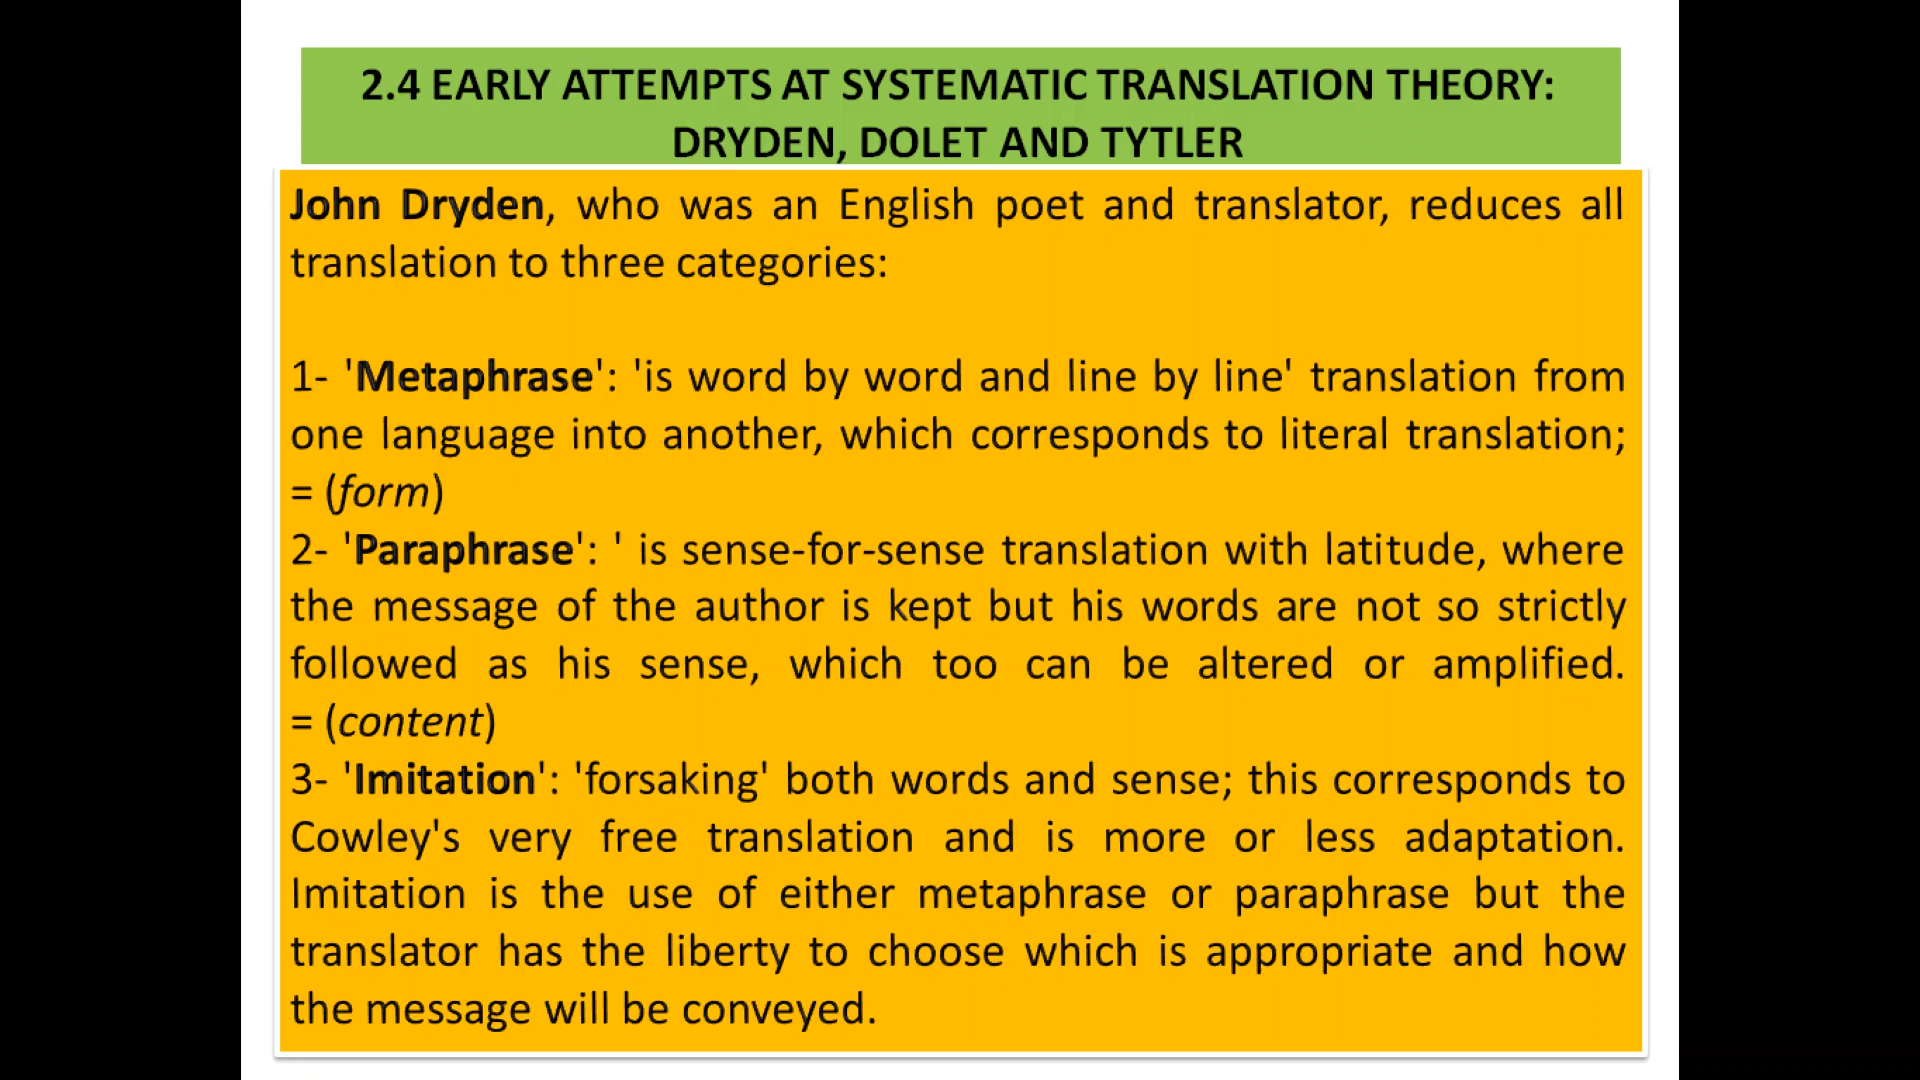 2.4 EARLY ATTEMPTS AT SYSTEMATIC TRANSLATION THEORY:
DRYDEN, DOLET AND TYTLER
John Dryden, who was an English poet and translator, reduces all
translation to three categories:
1- 'Metaphrase': 'is word by word and line by line' translation from
one language into another, which corresponds to literal translation;
= (form)
2- 'Paraphrase': ' is sense-for-sense translation with latitude, where
the message of the author is kept but his words are not so strictly
followed as his sense, which too can be altered or amplified.
= (content)
3- 'Imitation': 'forsaking' both words and sense; this corresponds to
Cowley's very free translation and is more or less adaptation.
Imitation is the use of either metaphrase or paraphrase but the
translator has the liberty to choose which is appropriate and how
the message will be conveyed.